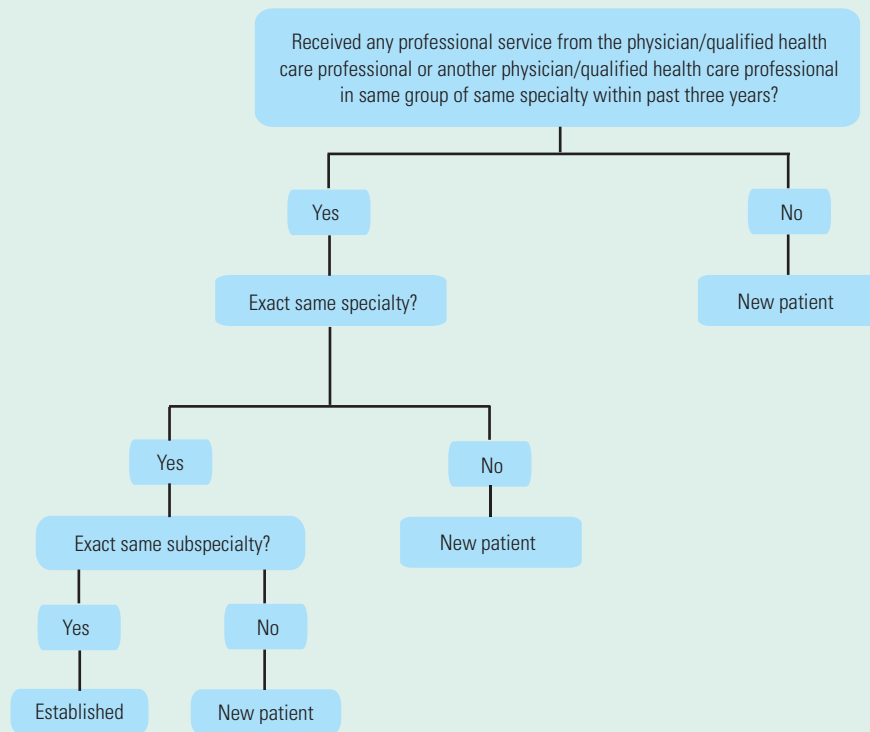 Received any professional service from the physician/qualified health
care professional or another physician/qualified health care professional
in same group of same specialty within past three years?
Yes
No
Exact same specialty?
New patient
Yes
No
Exact same subspecialty?
New patient
Yes
No
Established
New patient